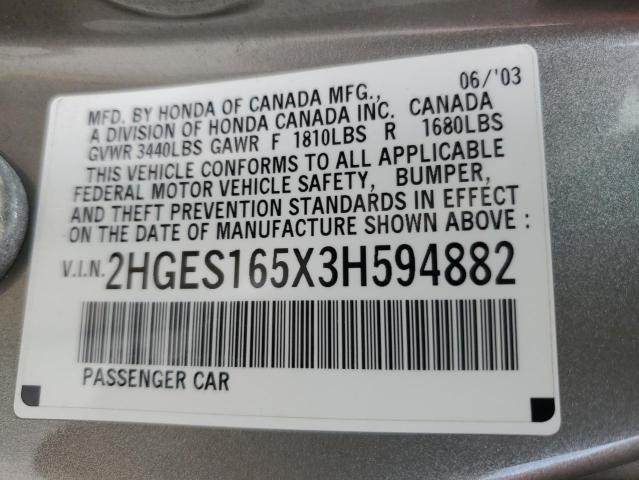 06/'03
MFD. BY HONDA OF CANADA MFG.,
A DIVISION OF HONDA CANADA INC. CANADA
GVWR 3440LBS GAWR F 1810LBS R 1680LBS
THIS VEHICLE CONFORMS TO ALL APPLICABLE
FEDERAL MOTOR VEHICLE SAFETY, BUMPER,
AND THEFT PREVENTION STANDARDS IN EFFECT
ON THE DATE OF MANUFACTURE SHOWN ABOVE :
V.I.N. 2HGES165X3H594882
PASSENGER CAR